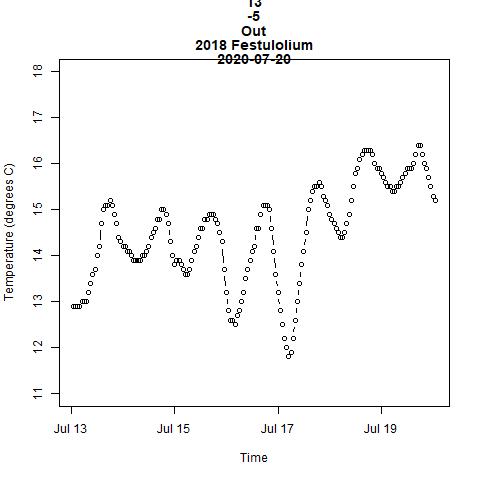 13
-5
Out
2018 Festulolium
2020-07-20
18
17
16
15
14
13
12
11
Temperature (degrees C)
Jul 13
Jul 15
Jul 17
Jul 19
Time